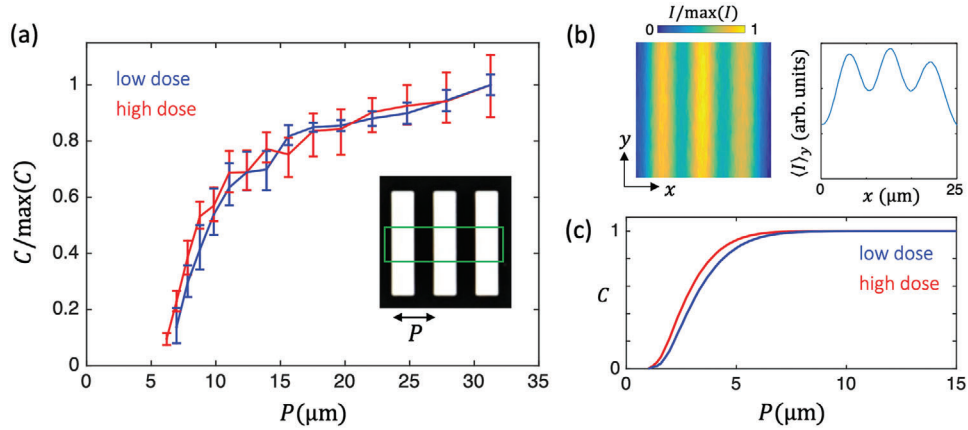 (a)
low dose
high dose
C/max(C)
1
0.8
0.6
0.4
0.2
0
0 5 10 15 20 25 30 35
P(μm)
P
(b)
I/max(I)
0 1
y
x
⟨I⟩y (arb. units)
0 25
x (μm)
(c)
low dose
high dose
C
1
0
0 5 10 15
P(μm)